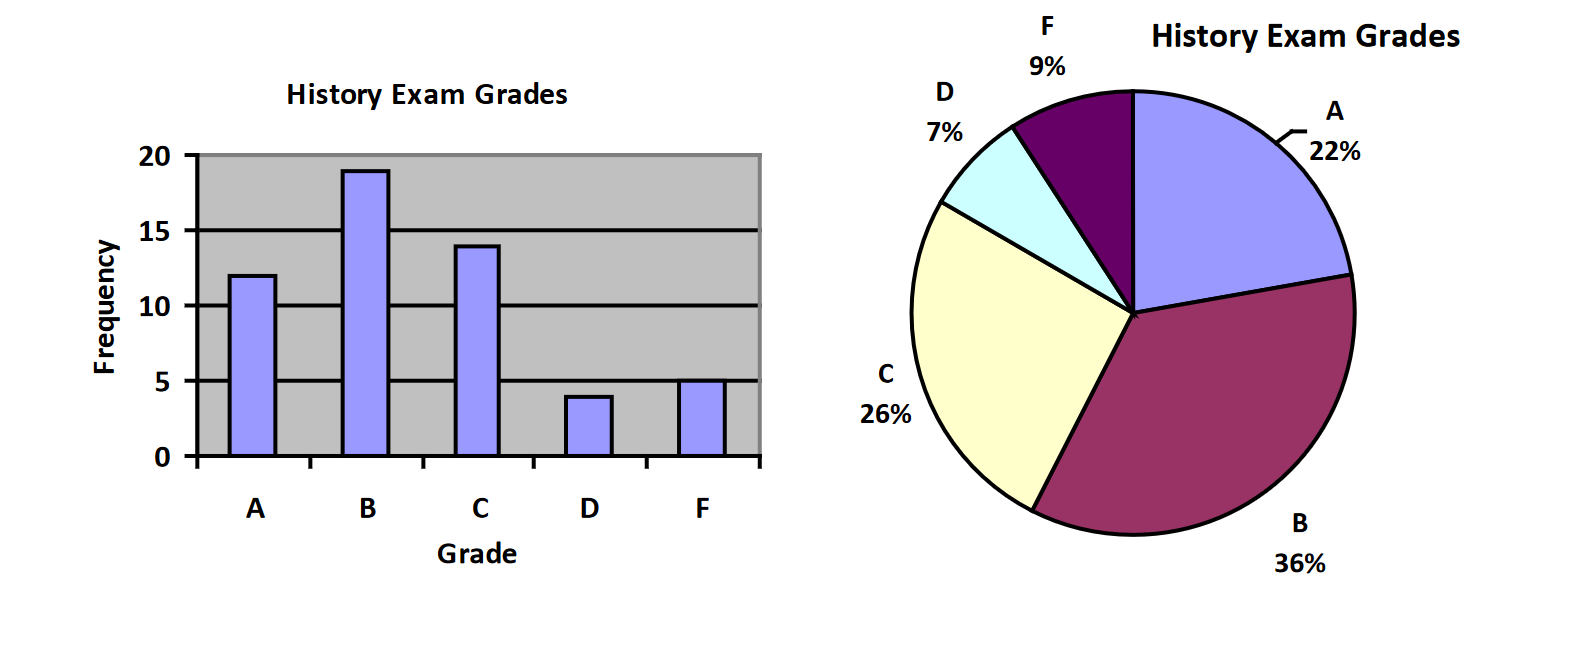 History Exam Grades
20
15
10
5
0
Frequency
A B C D F
Grade
History Exam Grades
F
9%
D
7%
A
22%
C
26%
B
36%